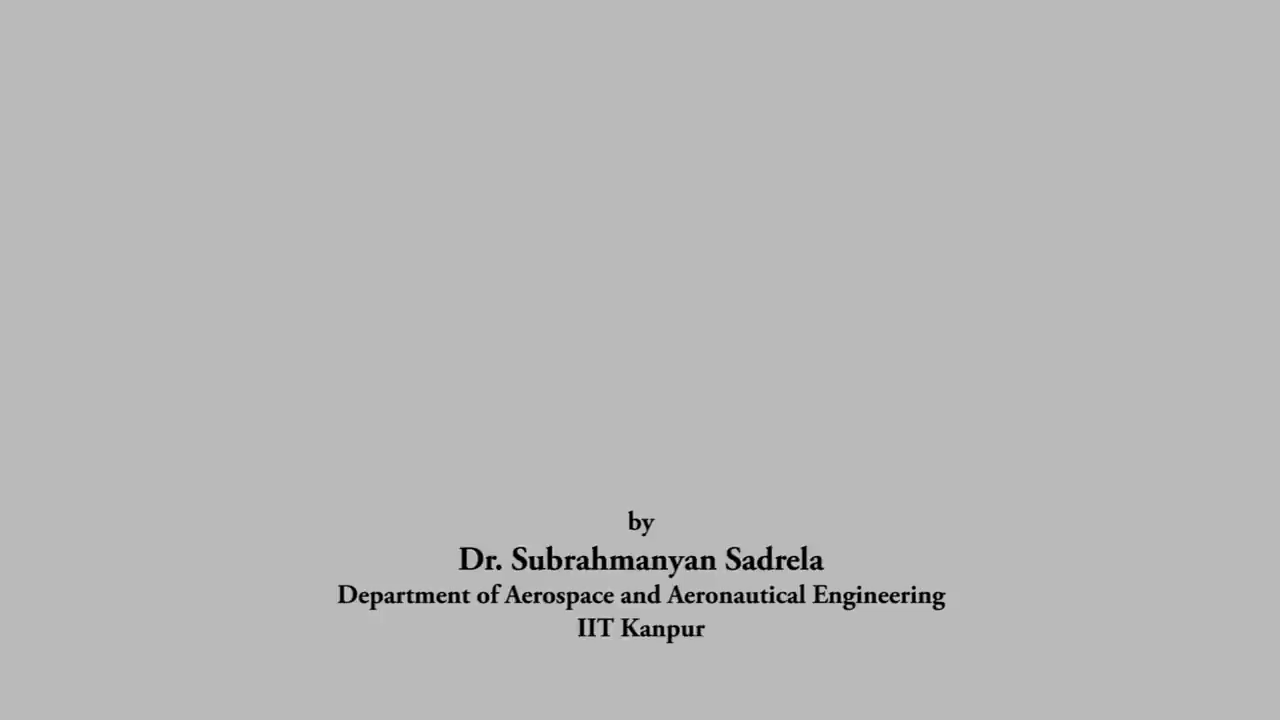 by
Dr. Subrahmanyan Sadrela
Department of Aerospace and Aeronautical Engineering
IIT Kanpur